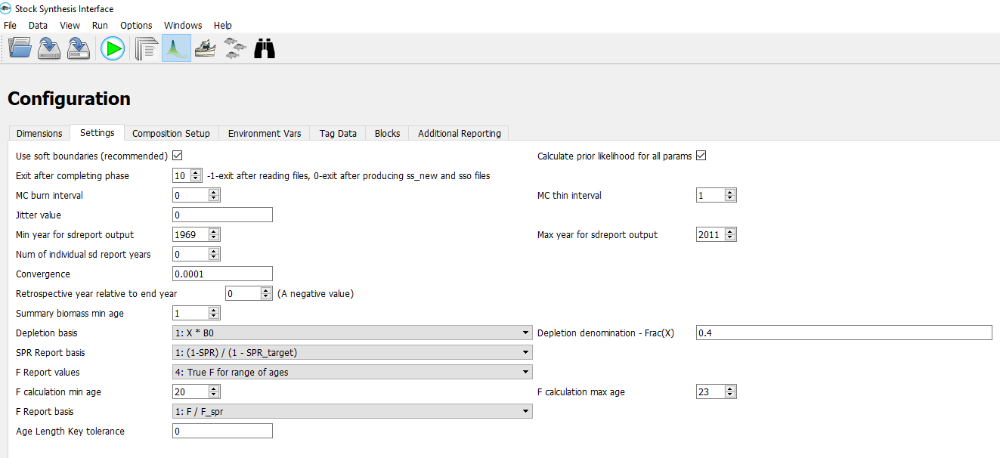 Stock Synthesis Interface
File Data View Run Options Windows Help
Configuration
Dimensions Settings Composition Setup Environment Vars Tag Data Blocks Additional Reporting
Use soft boundaries (recommended) Calculate prior likelihood for all params
Exit after completing phase 10 -1-exit after reading files, 0-exit after producing ss_new and sso files
MC burn interval 0 MC thin interval 1
Jitter value 0
Min year for sdreport output 1969 Max year for sdreport output 2011
Num of individual sd report years 0
Convergence 0.0001
Retrospective year relative to end year 0 (A negative value)
Summary biomass min age 1
Depletion basis 1: X * B0 Depletion denomination - Frac(X) 0.4
SPR Report basis 1: (1-SPR) / (1 - SPR_target)
F Report values 4: True F for range of ages
F calculation min age 20 F calculation max age 23
F Report basis 1: F / F_spr
Age Length Key tolerance 0